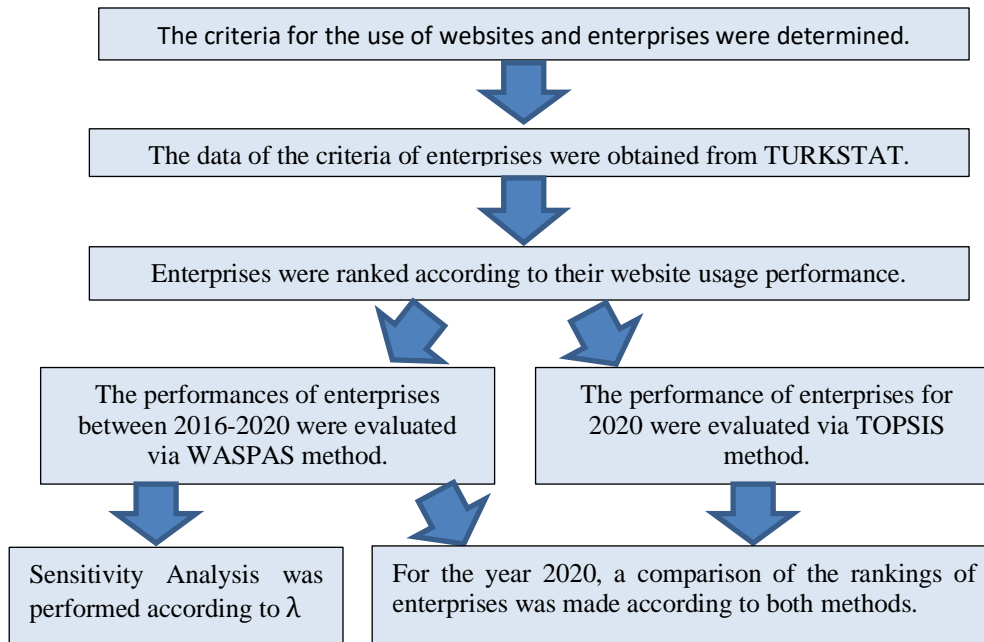 The criteria for the use of websites and enterprises were determined.
The data of the criteria of enterprises were obtained from TURKSTAT.
Enterprises were ranked according to their website usage performance.
The performances of enterprises
between 2016-2020 were evaluated
via WASPAS method.
The performance of enterprises for
2020 were evaluated via TOPSIS
method.
Sensitivity Analysis was
performed according to λ
For the year 2020, a comparison of the rankings of
enterprises was made according to both methods.